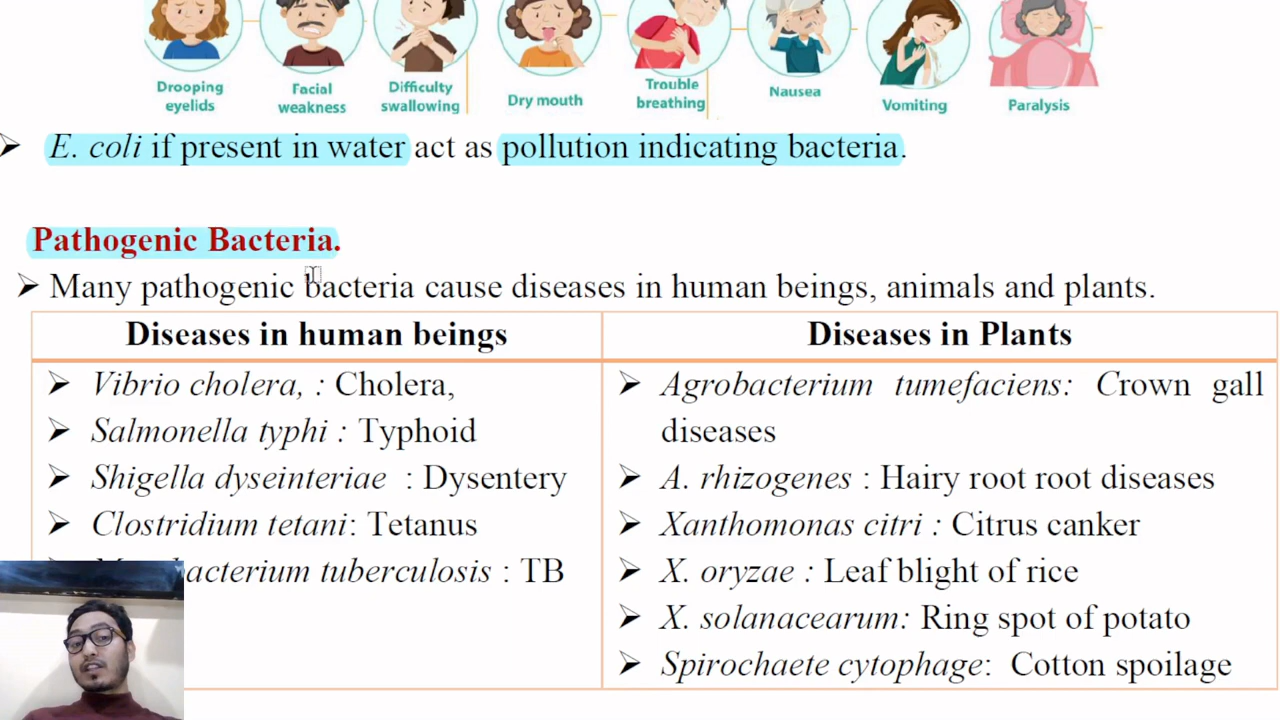 Drooping eyelids
Facial weakness
Difficulty swallowing
Dry mouth
Trouble breathing
Nausea
Vomiting
Paralysis
➢ E. coli if present in water act as pollution indicating bacteria.
Pathogenic Bacteria.
➢ Many pathogenic bacteria cause diseases in human beings, animals and plants.
Diseases in human beings
➢ Vibrio cholera, : Cholera,
➢ Salmonella typhi : Typhoid
➢ Shigella dyseinteriae : Dysentery
➢ Clostridium tetani: Tetanus
acterium tuberculosis : TB
Diseases in Plants
➢ Agrobacterium tumefaciens: Crown gall
diseases
➢ A. rhizogenes : Hairy root root diseases
➢ Xanthomonas citri : Citrus canker
➢ X. oryzae : Leaf blight of rice
➢ X. solanacearum: Ring spot of potato
➢ Spirochaete cytophage: Cotton spoilage